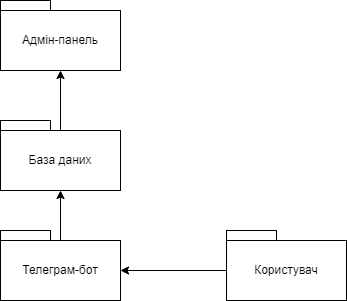 Адмін-панель
База даних
Телеграм-бот
Користувач